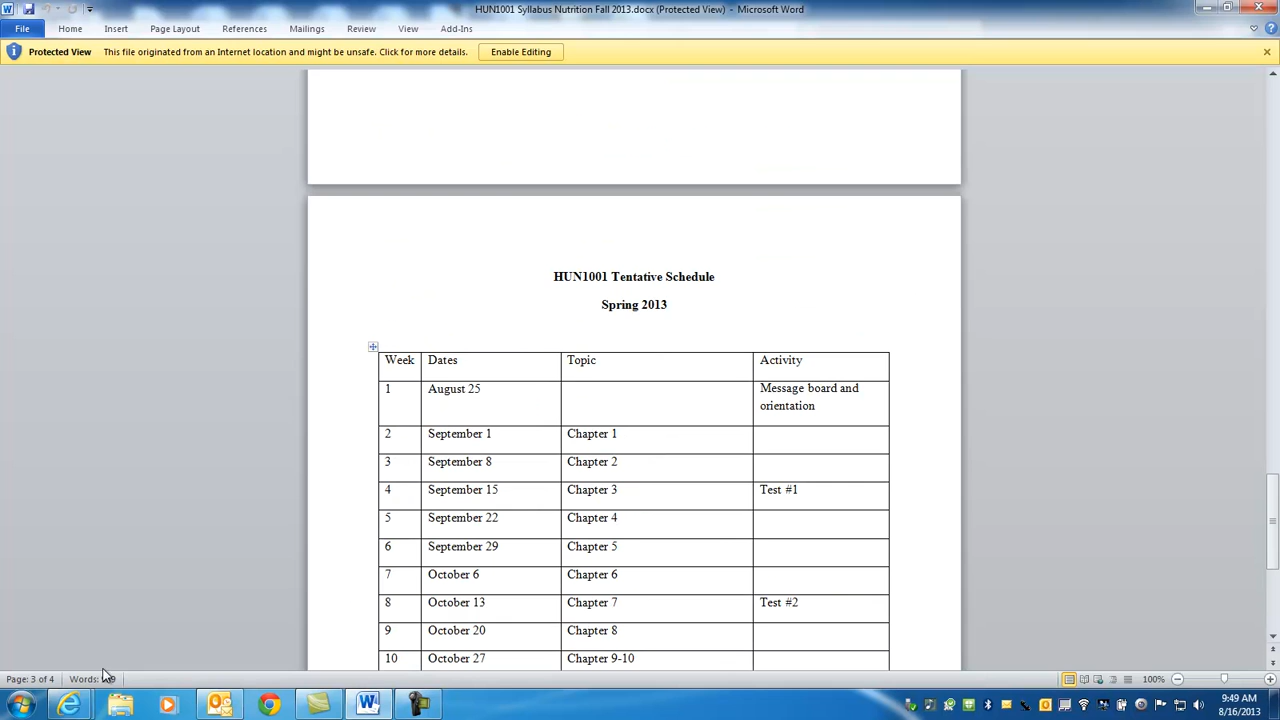 HUN1001 Syllabus Nutrition Fall 2013.docx (Protected View) - Microsoft Word
File Home Insert Page Layout References Mailings Review View Add-Ins
Protected View This file originated from an Internet location and might be unsafe. Click for more details. Enable Editing
HUN1001 Tentative Schedule
Spring 2013
Week Dates Topic Activity
1 August 25 Message board and
orientation
2 September 1 Chapter 1
3 September 8 Chapter 2
4 September 15 Chapter 3 Test #1
5 September 22 Chapter 4
6 September 29 Chapter 5
7 October 6 Chapter 6
8 October 13 Chapter 7 Test #2
9 October 20 Chapter 8
10 October 27 Chapter 9-10
Page: 3 of 4 Words: 100%
9:49 AM
8/16/2013